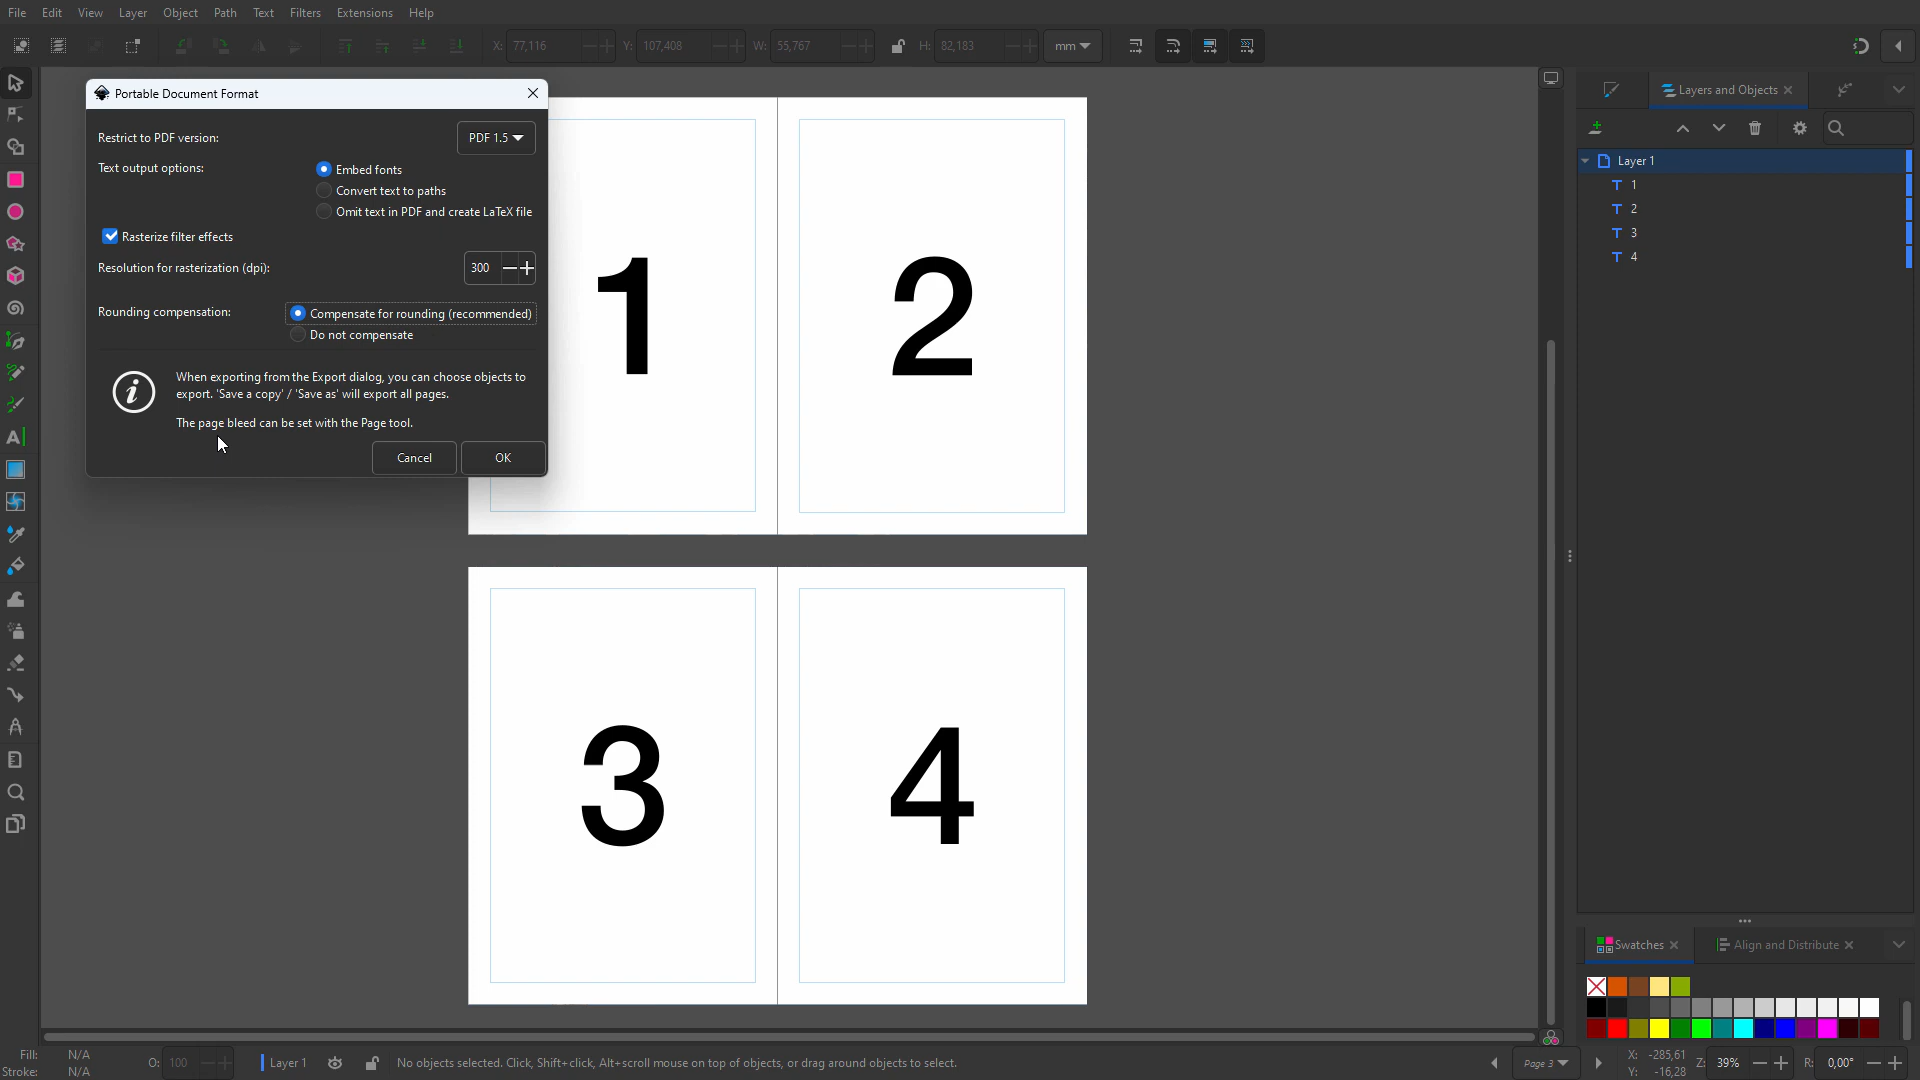 File Edit View Layer Object Path Text Filters Extensions Help
X: 77,116 Y: 107,408 W: 55,767 H: 82,183 mm
Portable Document Format
Restrict to PDF version: PDF 1.5
Text output options: Embed fonts
Convert text to paths
Omit text in PDF and create LaTeX file
Rasterize filter effects
Resolution for rasterization (dpi): 300
Rounding compensation: Compensate for rounding (recommended)
Do not compensate
When exporting from the Export dialog, you can choose objects to
export. 'Save a copy' / 'Save as' will export all pages.
The page bleed can be set with the Page tool.
Cancel OK
1 2
3 4
Layers and Objects
Layer 1
1
2
3
4
Swatches Align and Distribute
Fill: N/A O: 100 Layer 1 No objects selected. Click, Shift+click, Alt+scroll mouse on top of objects, or drag around objects to select. Page 3 X: -285,61 Z: 39% R: 0,00°
Stroke: N/A Y: -16,28